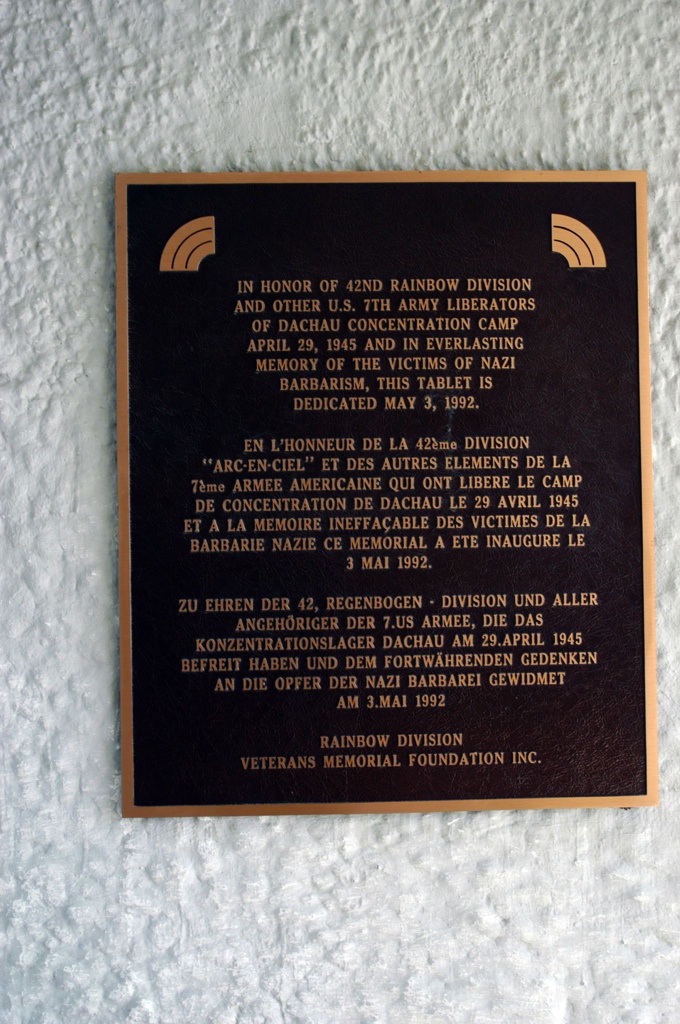 IN HONOR OF 42ND RAINBOW DIVISION
AND OTHER U.S. 7TH ARMY LIBERATORS
OF DACHAU CONCENTRATION CAMP
APRIL 29, 1945 AND IN EVERLASTING
MEMORY OF THE VICTIMS OF NAZI
BARBARISM, THIS TABLET IS
DEDICATED MAY 3, 1992.
EN L'HONNEUR DE LA 42ème DIVISION
"ARC-EN-CIEL" ET DES AUTRES ELEMENTS DE LA
7ème ARMEE AMERICAINE QUI ONT LIBERE LE CAMP
DE CONCENTRATION DE DACHAU LE 29 AVRIL 1945
ET A LA MEMOIRE INEFFAÇABLE DES VICTIMES DE LA
BARBARIE NAZIE CE MEMORIAL A ETE INAUGURE LE
3 MAI 1992.
ZU EHREN DER 42, REGENBOGEN - DIVISION UND ALLER
ANGEHÖRIGER DER 7.US ARMEE, DIE DAS
KONZENTRATIONSLAGER DACHAU AM 29.APRIL 1945
BEFREIT HABEN UND DEM FORTWÄHRENDEN GEDENKEN
AN DIE OPFER DER NAZI BARBAREI GEWIDMET
AM 3.MAI 1992
RAINBOW DIVISION
VETERANS MEMORIAL FOUNDATION INC.